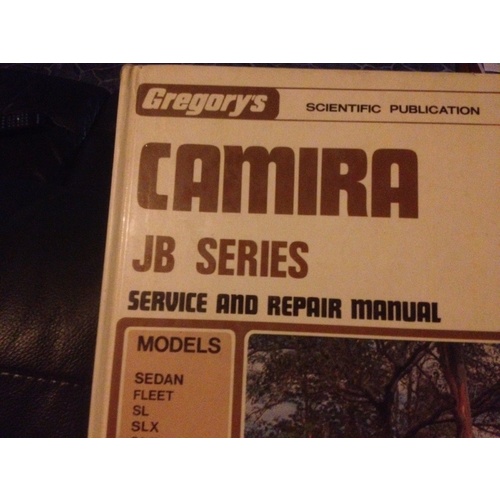 Gregory's
SCIENTIFIC PUBLICATION
CAMIRA
JB SERIES
SERVICE AND REPAIR MANUAL
MODELS
SEDAN
FLEET
SL
SLX